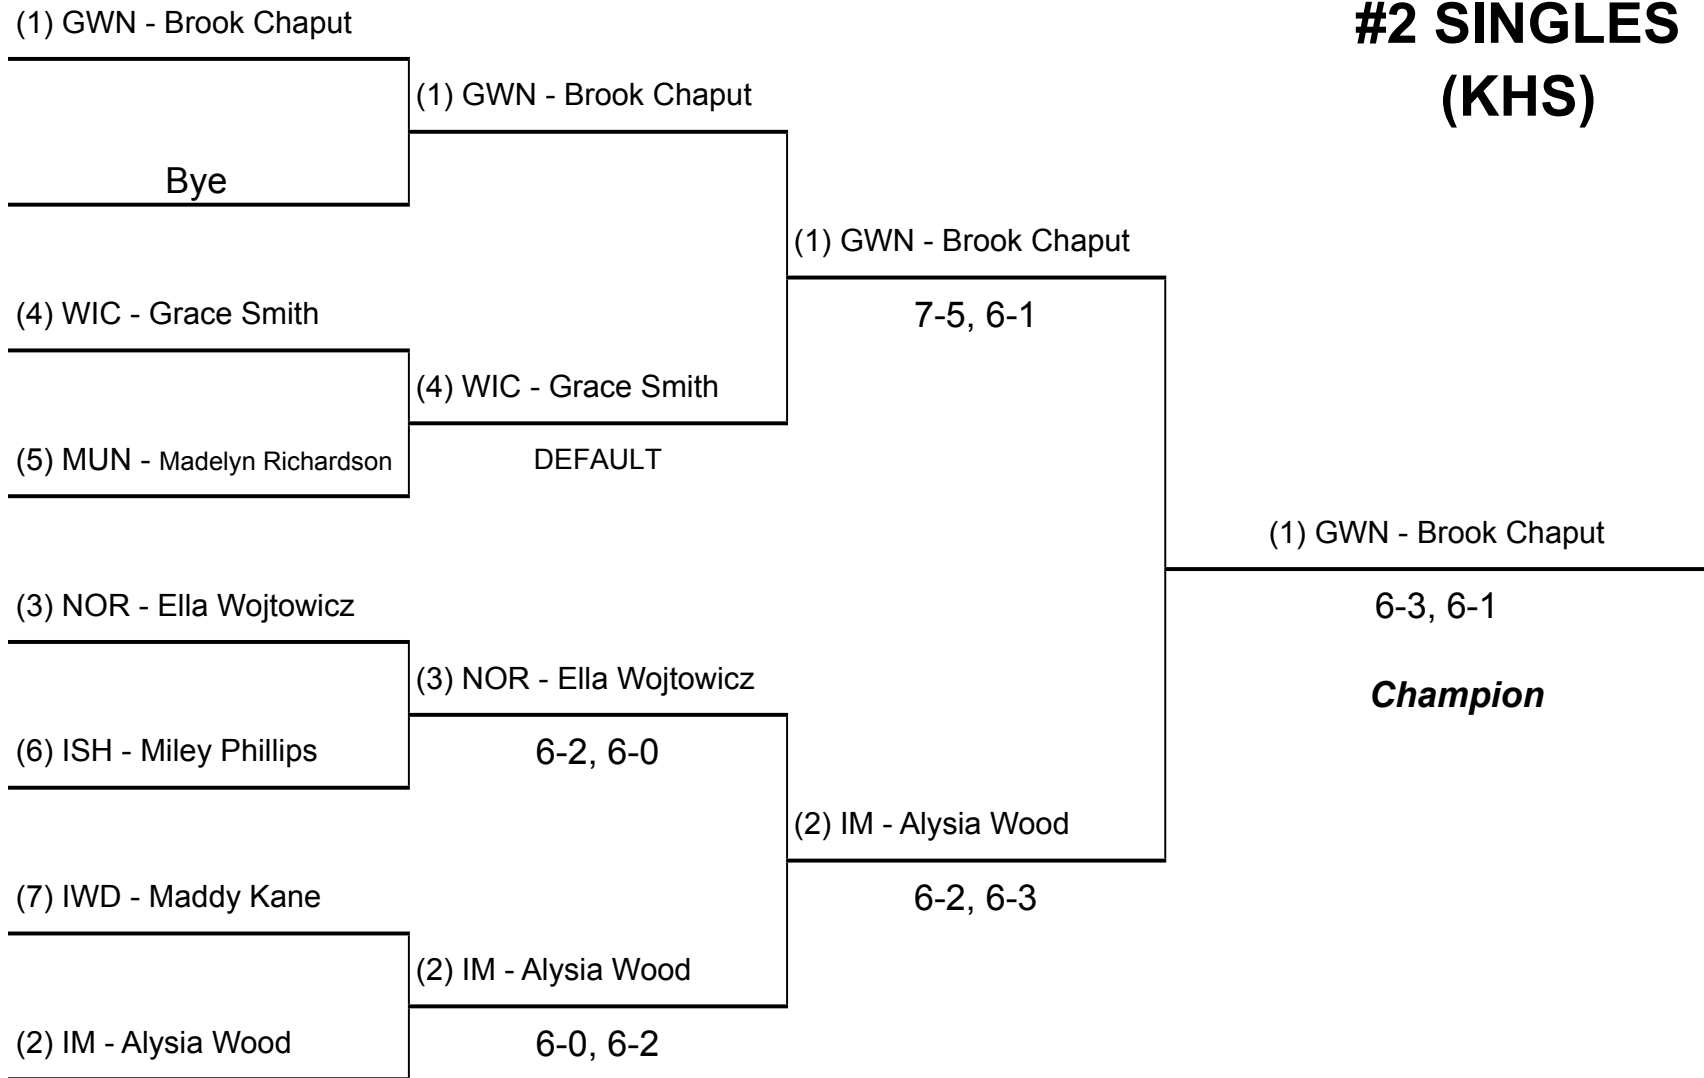 #2 SINGLES
(KHS)
(1) GWN - Brook Chaput
(1) GWN - Brook Chaput
Bye
(1) GWN - Brook Chaput
7-5, 6-1
(4) WIC - Grace Smith
(4) WIC - Grace Smith
DEFAULT
(5) MUN - Madelyn Richardson
(1) GWN - Brook Chaput
6-3, 6-1
Champion
(3) NOR - Ella Wojtowicz
(3) NOR - Ella Wojtowicz
6-2, 6-0
(6) ISH - Miley Phillips
(2) IM - Alysia Wood
6-2, 6-3
(7) IWD - Maddy Kane
(2) IM - Alysia Wood
6-0, 6-2
(2) IM - Alysia Wood